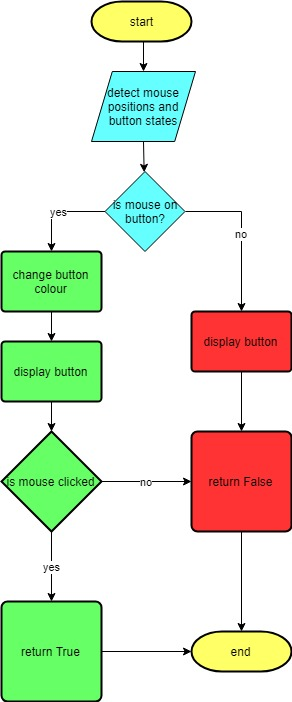 start
detect mouse
positions and
button states
is mouse on
button?
yes
no
change button
colour
display button
display button
is mouse clicked
no
return False
yes
return True
end